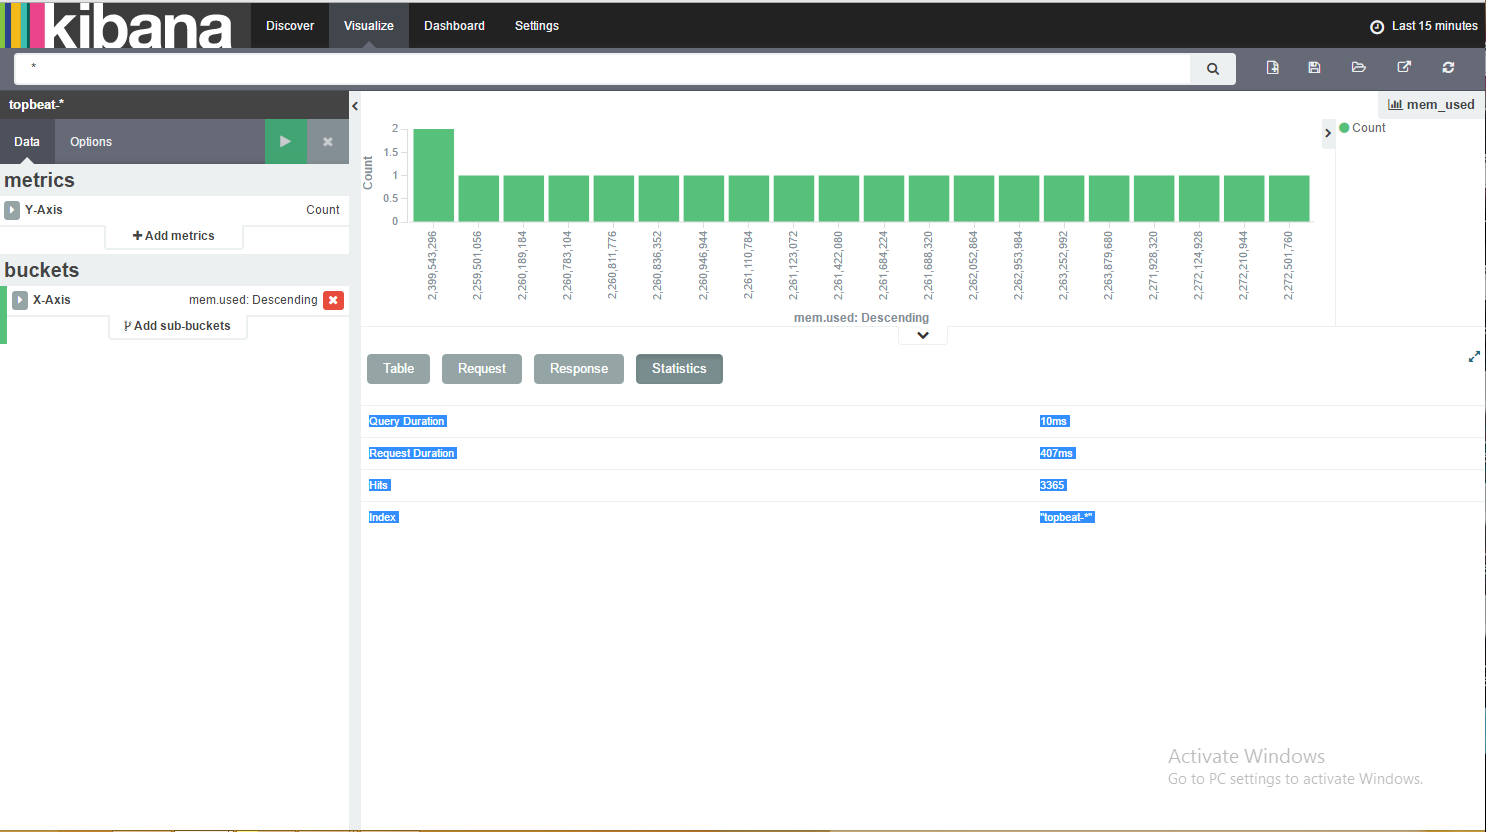 kibana
Discover Visualize Dashboard Settings Last 15 minutes
*
topbeat-*
mem_used
Data Options
Count
metrics
Y-Axis Count
Add metrics
buckets
X-Axis mem.used: Descending
Add sub-buckets
Count
2
1.5
1
0.5
0
2,399,543,296
2,259,501,056
2,260,189,184
2,260,783,104
2,260,811,776
2,260,836,352
2,260,946,944
2,261,110,784
2,261,123,072
2,261,422,080
2,261,684,224
2,261,688,320
2,262,052,864
2,262,953,984
2,263,252,992
2,263,879,680
2,271,928,320
2,272,124,928
2,272,210,944
2,272,501,760
mem.used: Descending
Table Request Response Statistics
Query Duration 10ms
Request Duration 407ms
Hits 3365
Index "topbeat-*"
Activate Windows
Go to PC settings to activate Windows.